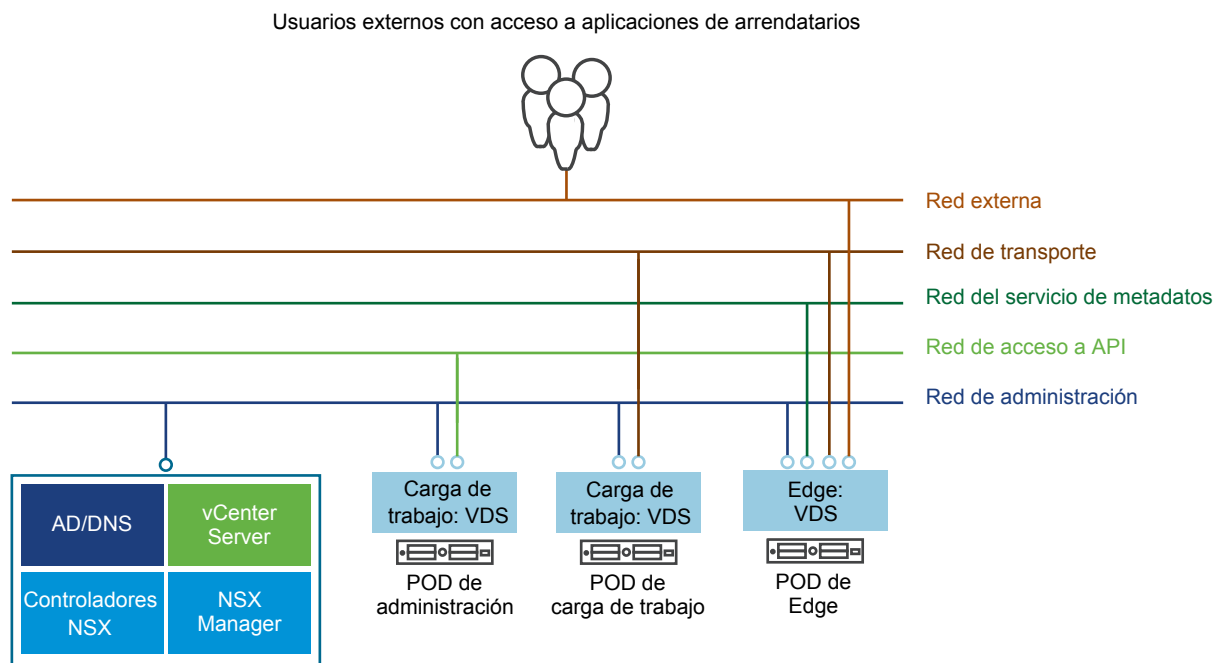 Usuarios externos con acceso a aplicaciones de arrendatarios
Red externa
Red de transporte
Red del servicio de metadatos
Red de acceso a API
Red de administración
AD/DNS
vCenter
Server
Controladores
NSX
NSX
Manager
Carga de
trabajo: VDS
POD de
administración
Carga de
trabajo: VDS
POD de
carga de trabajo
Edge:
VDS
POD de
Edge